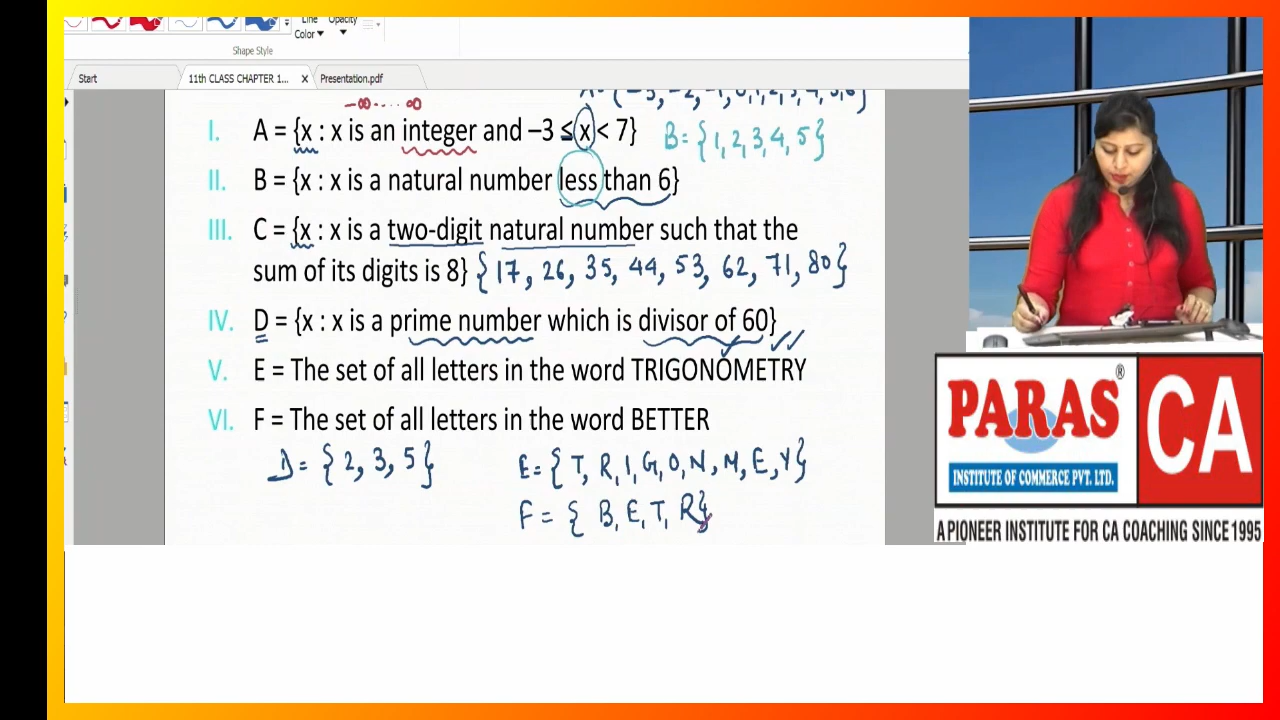 Line Color
Opacity
Shape Style
Start
11th CLASS CHAPTER 1... X
Presentation.pdf
−∞ .... ∞
I. A = {x : x is an integer and –3 ≤ x < 7}
B = {1, 2, 3, 4, 5}
II. B = {x : x is a natural number less than 6}
III. C = {x : x is a two-digit natural number such that the
sum of its digits is 8} {17, 26, 35, 44, 53, 62, 71, 80}
IV. D = {x : x is a prime number which is divisor of 60}
V. E = The set of all letters in the word TRIGONOMETRY
VI. F = The set of all letters in the word BETTER
D = {2, 3, 5}
E = {T, R, I, G, O, N, M, E, Y}
F = {B, E, T, R}
PARAS ®
INSTITUTE OF COMMERCE PVT. LTD.
CA
A PIONEER INSTITUTE FOR CA COACHING SINCE 1995